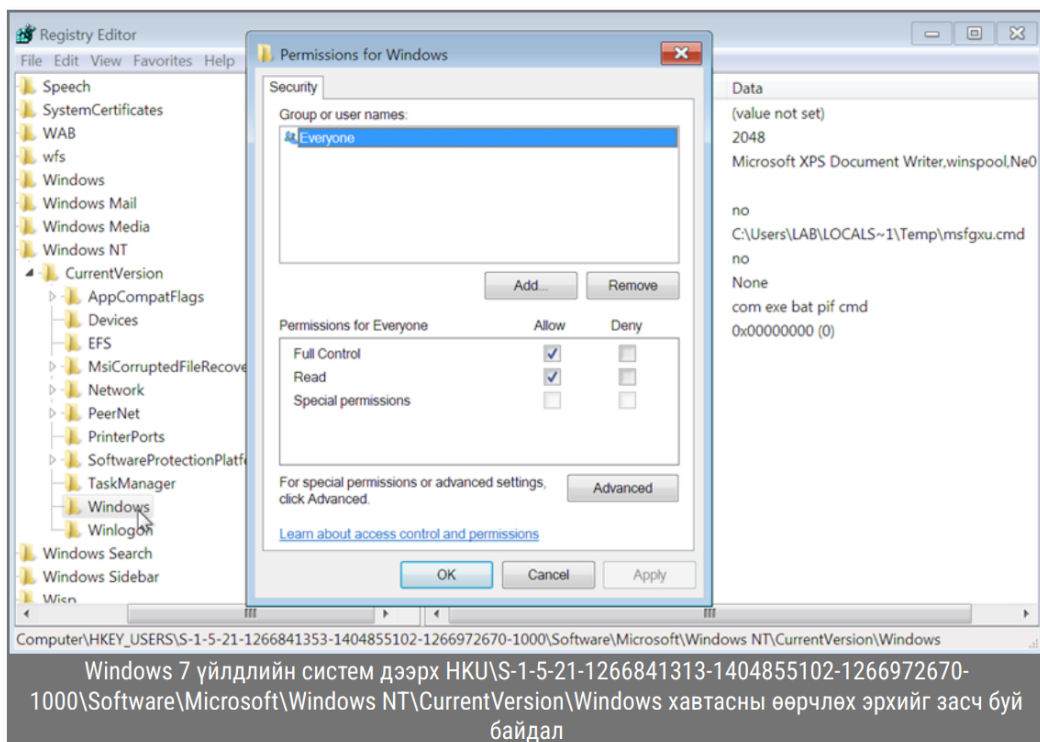 Registry Editor
File Edit View Favorites Help
Speech
SystemCertificates
WAB
wfs
Windows
Windows Mail
Windows Media
Windows NT
CurrentVersion
AppCompatFlags
Devices
EFS
MsiCorruptedFileRecove
Network
PeerNet
PrinterPorts
SoftwareProtectionPlatfo
TaskManager
Windows
Winlogon
Windows Search
Windows Sidebar
Wisp
Permissions for Windows
Security
Group or user names:
Everyone
Add...
Remove
Permissions for Everyone Allow Deny
Full Control
Read
Special permissions
For special permissions or advanced settings,
click Advanced.
Advanced
Learn about access control and permissions
OK
Cancel
Apply
Data
(value not set)
2048
Microsoft XPS Document Writer,winspool,Ne0
no
C:\Users\LAB\LOCALS~1\Temp\msfgxu.cmd
no
None
com exe bat pif cmd
0x00000000 (0)
Computer\HKEY_USERS\S-1-5-21-1266841353-1404855102-1266972670-1000\Software\Microsoft\Windows NT\CurrentVersion\Windows
Windows 7 үйлдлийн систем дээрх HKU\S-1-5-21-1266841313-1404855102-1266972670-
1000\Software\Microsoft\Windows NT\CurrentVersion\Windows хавтасны өөрчлөх эрхийг засч буй
байдал